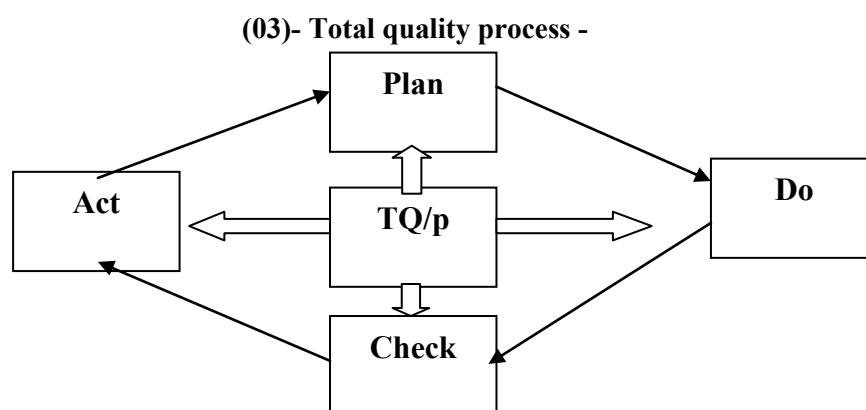 (03)- Total quality process -
Plan
Do
Act
TQ/p
Check